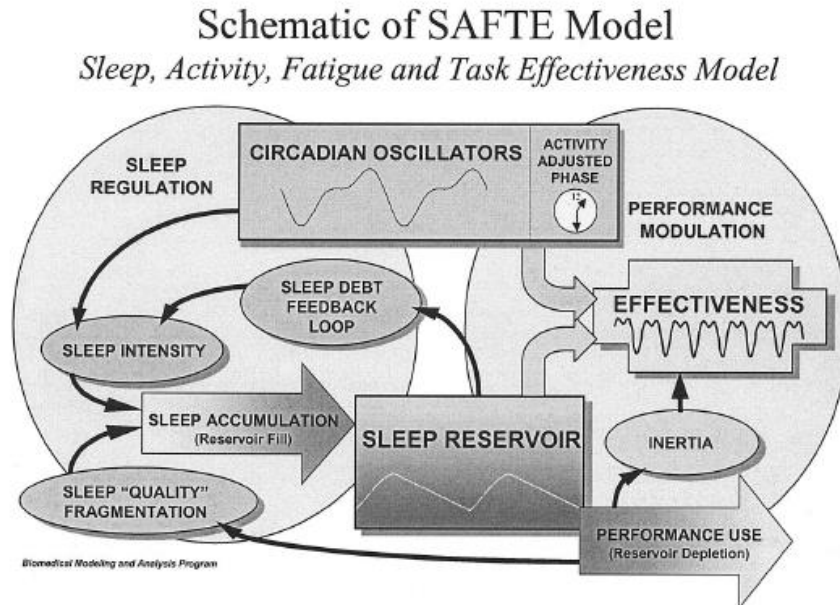 Schematic of SAFTE Model
Sleep, Activity, Fatigue and Task Effectiveness Model
SLEEP
REGULATION
CIRCADIAN OSCILLATORS
ACTIVITY
ADJUSTED
PHASE
12
PERFORMANCE
MODULATION
SLEEP DEBT
FEEDBACK
LOOP
EFFECTIVENESS
SLEEP INTENSITY
SLEEP ACCUMULATION
(Reservoir Fill)
SLEEP RESERVOIR
INERTIA
SLEEP "QUALITY"
FRAGMENTATION
PERFORMANCE USE
(Reservoir Depletion)
Biomedical Modeling and Analysis Program